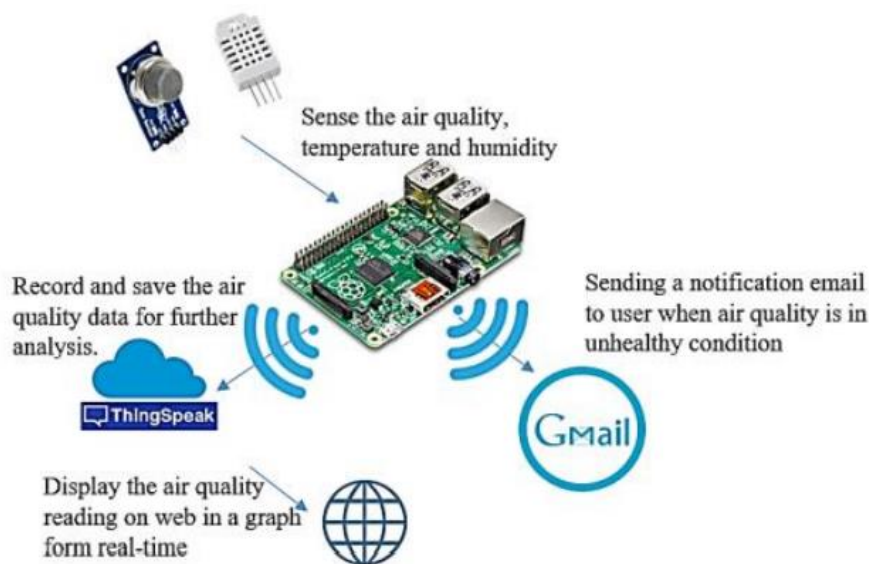 Sense the air quality,
temperature and humidity
Record and save the air
quality data for further
analysis.
ThingSpeak
Sending a notification email
to user when air quality is in
unhealthy condition
Gmail
Display the air quality
reading on web in a graph
form real-time